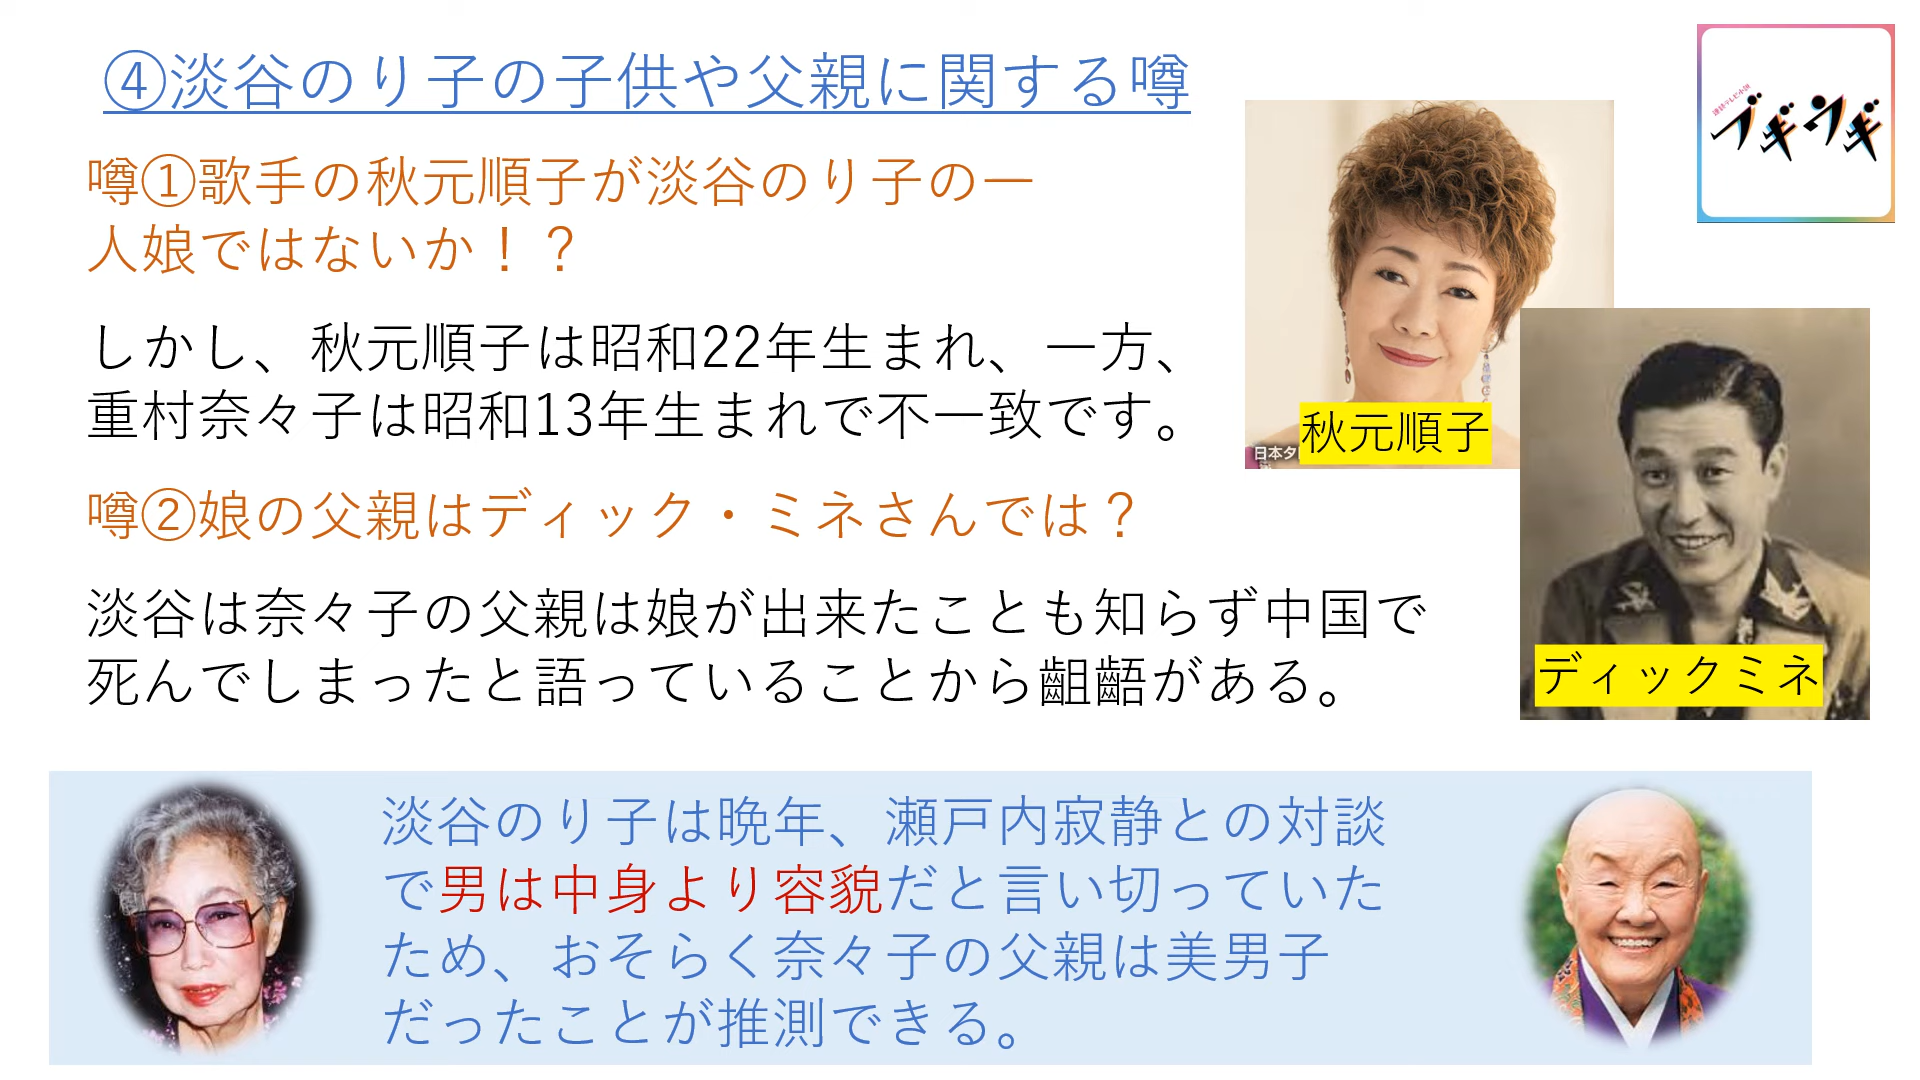 ④淡谷のり子の子供や父親に関する噂
連続テレビ小説
ブギウギ
噂①歌手の秋元順子が淡谷のり子の一
人娘ではないか！？
しかし、秋元順子は昭和22年生まれ、一方、
重村奈々子は昭和13年生まれで不一致です。
日本タ
秋元順子
噂②娘の父親はディック・ミネさんでは？
淡谷は奈々子の父親は娘が出来たことも知らず中国で
死んでしまったと語っていることから齟齬がある。
ディックミネ
淡谷のり子は晩年、瀬戸内寂静との対談
で男は中身より容貌だと言い切っていた
ため、おそらく奈々子の父親は美男子
だったことが推測できる。